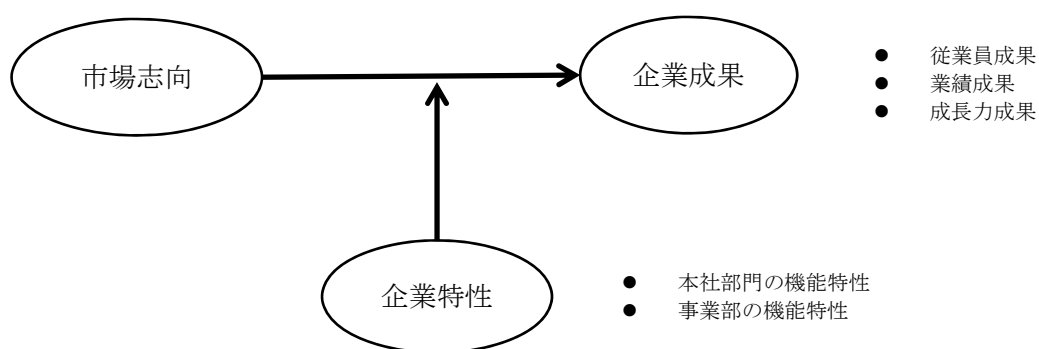 市場志向
企業成果
● 従業員成果
● 業績成果
● 成長力成果
企業特性
● 本社部門の機能特性
● 事業部の機能特性